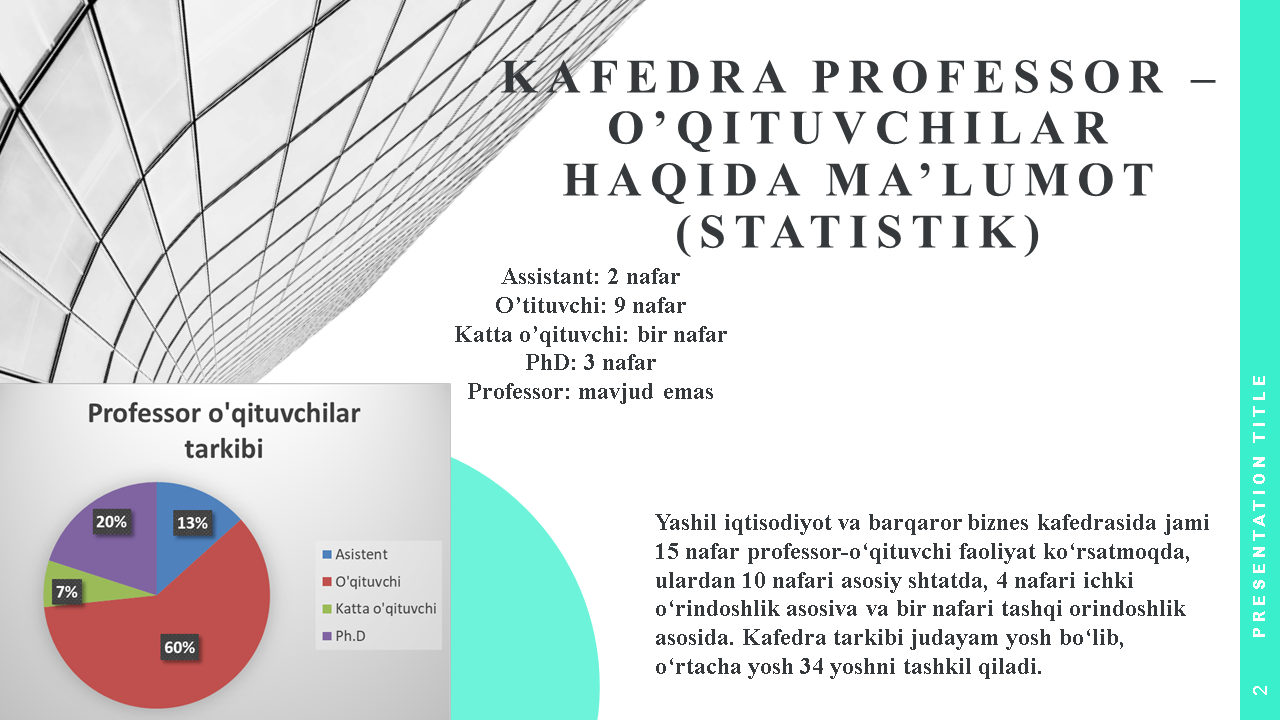 KAFEDRA PROFESSOR –
O’QITUVCHILAR
HAQIDA MA’LUMOT
(STATISTIK)
Assistant: 2 nafar
O’tituvchi: 9 nafar
Katta o’qituvchi: bir nafar
PhD: 3 nafar
Professor: mavjud emas
Professor o'qituvchilar
tarkibi
20%
13%
7%
60%
Asistent
O'qituvchi
Katta o'qituvchi
Ph.D
Yashil iqtisodiyot va barqaror biznes kafedrasida jami
15 nafar professor-o‘qituvchi faoliyat ko‘rsatmoqda,
ulardan 10 nafari asosiy shtatda, 4 nafari ichki
o‘rindoshlik asosiva va bir nafari tashqi orindoshlik
asosida. Kafedra tarkibi judayam yosh bo‘lib,
o‘rtacha yosh 34 yoshni tashkil qiladi.
PRESENTATION TITLE
2